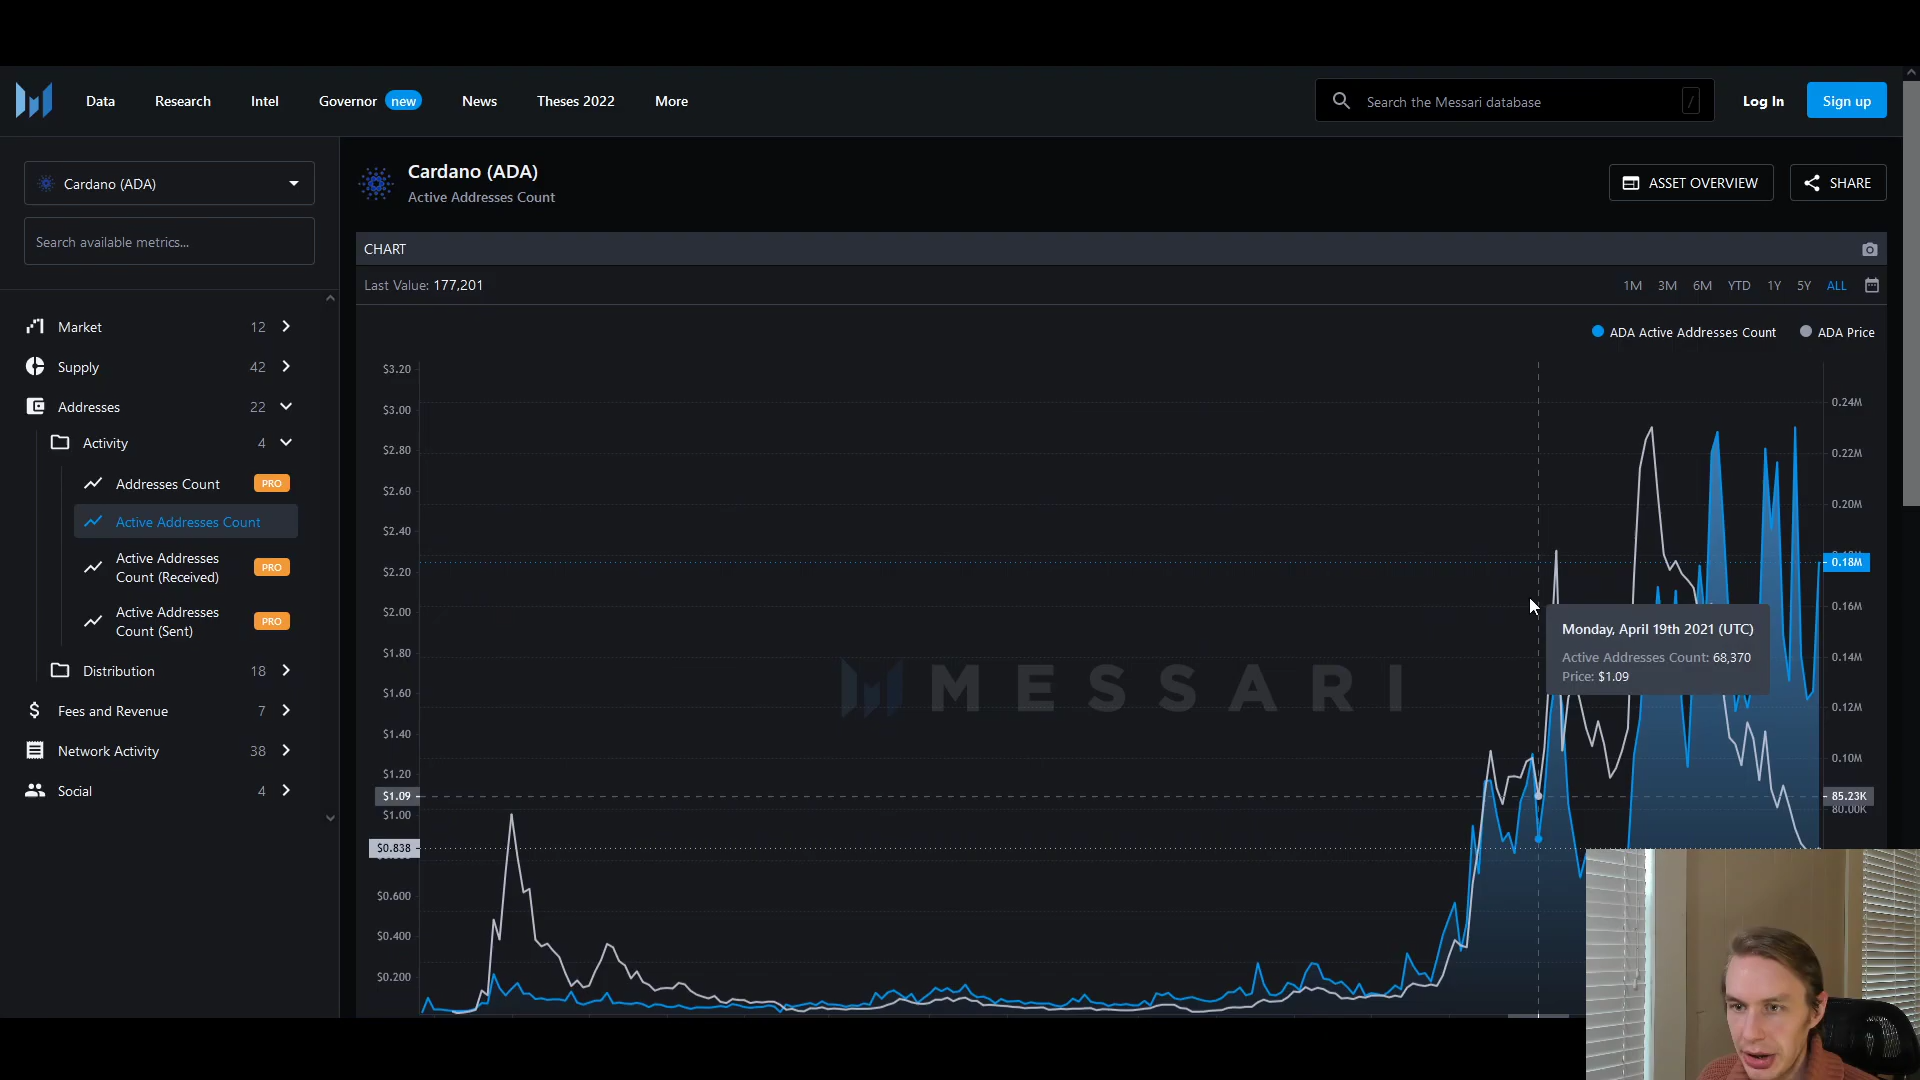 Data
Research
Intel
Governor new
News
Theses 2022
More
Search the Messari database /
Log In
Sign up
Cardano (ADA)
Search available metrics...
Market 12
Supply 42
Addresses 22
Activity 4
Addresses Count PRO
Active Addresses Count
Active Addresses
Count (Received)
PRO
Active Addresses
Count (Sent)
PRO
Distribution 18
Fees and Revenue 7
Network Activity 38
Social 4
Cardano (ADA)
Active Addresses Count
ASSET OVERVIEW
SHARE
CHART
Last Value: 177,201
1M 3M 6M YTD 1Y 5Y ALL
ADA Active Addresses Count
ADA Price
$3.20
$3.00
$2.80
$2.60
$2.40
$2.20
$2.00
$1.80
$1.60
$1.40
$1.20
$1.09
$1.00
$0.838
$0.600
$0.400
$0.200
MESSARI
Monday, April 19th 2021 (UTC)
Active Addresses Count: 68,370
Price: $1.09
0.24M
0.22M
0.20M
0.18M
0.16M
0.14M
0.12M
0.10M
85.23K
80.00K